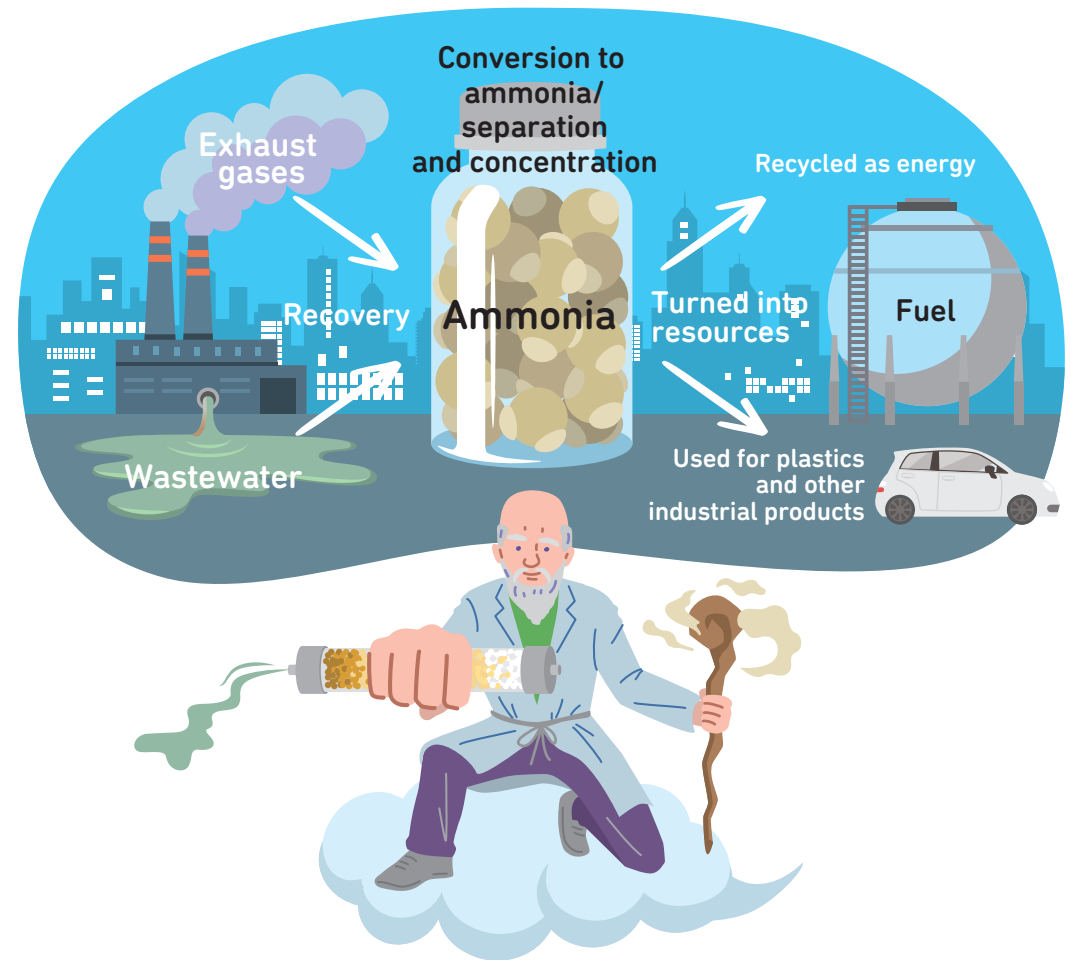 Conversion to
ammonia/
separation
and concentration
Exhaust
gases
Recycled as energy
Recovery
Ammonia
Turned into
resources
Fuel
Wastewater
Used for plastics
and other
industrial products